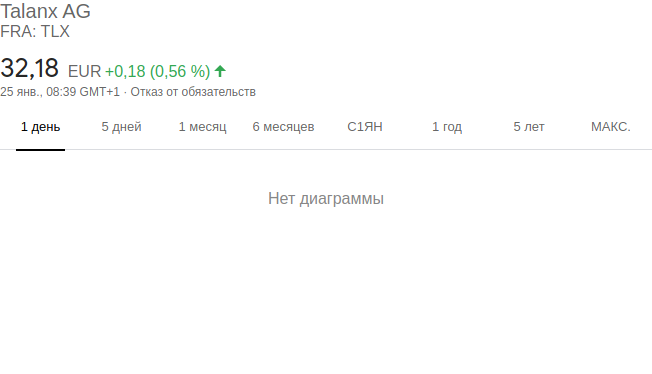 Talanx AG
FRA: TLX
32,18 EUR +0,18 (0,56 %)
25 янв., 08:39 GMT+1 · Отказ от обязательств
1 день 5 дней 1 месяц 6 месяцев С1ЯН 1 год 5 лет МАКС.
Нет диаграммы